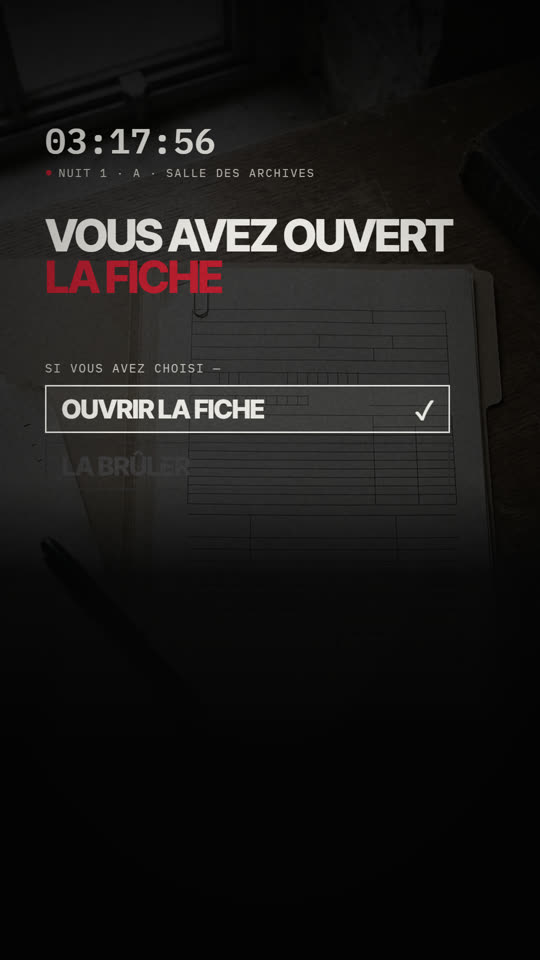 03:17:56
NUIT 1 · A · SALLE DES ARCHIVES
VOUS AVEZ OUVERT
LA FICHE
SI VOUS AVEZ CHOISI —
OUVRIR LA FICHE ✓
LA BRÛLER